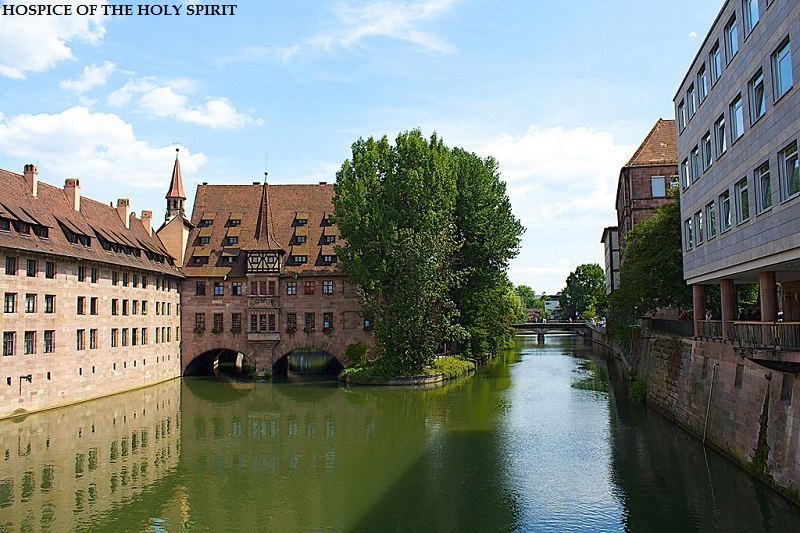 HOSPICE OF THE HOLY SPIRIT